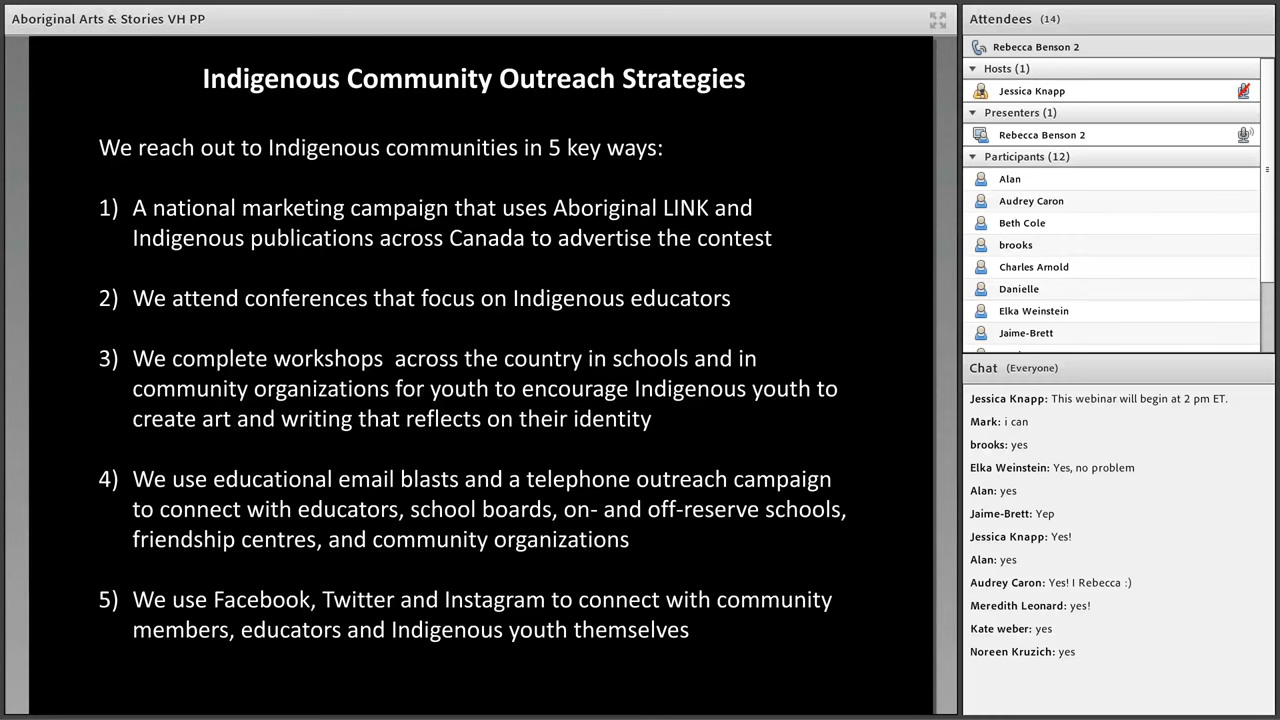 Aboriginal Arts & Stories VH PP
Indigenous Community Outreach Strategies
We reach out to Indigenous communities in 5 key ways:
1) A national marketing campaign that uses Aboriginal LINK and
Indigenous publications across Canada to advertise the contest
2) We attend conferences that focus on Indigenous educators
3) We complete workshops across the country in schools and in
community organizations for youth to encourage Indigenous youth to
create art and writing that reflects on their identity
4) We use educational email blasts and a telephone outreach campaign
to connect with educators, school boards, on- and off-reserve schools,
friendship centres, and community organizations
5) We use Facebook, Twitter and Instagram to connect with community
members, educators and Indigenous youth themselves
Attendees (14)
Rebecca Benson 2
Hosts (1)
Jessica Knapp
Presenters (1)
Rebecca Benson 2
Participants (12)
Alan
Audrey Caron
Beth Cole
brooks
Charles Arnold
Danielle
Elka Weinstein
Jaime-Brett
Chat (Everyone)
Jessica Knapp: This webinar will begin at 2 pm ET.
Mark: i can
brooks: yes
Elka Weinstein: Yes, no problem
Alan: yes
Jaime-Brett: Yep
Jessica Knapp: Yes!
Alan: yes
Audrey Caron: Yes! I Rebecca :)
Meredith Leonard: yes!
Kate weber: yes
Noreen Kruzich: yes